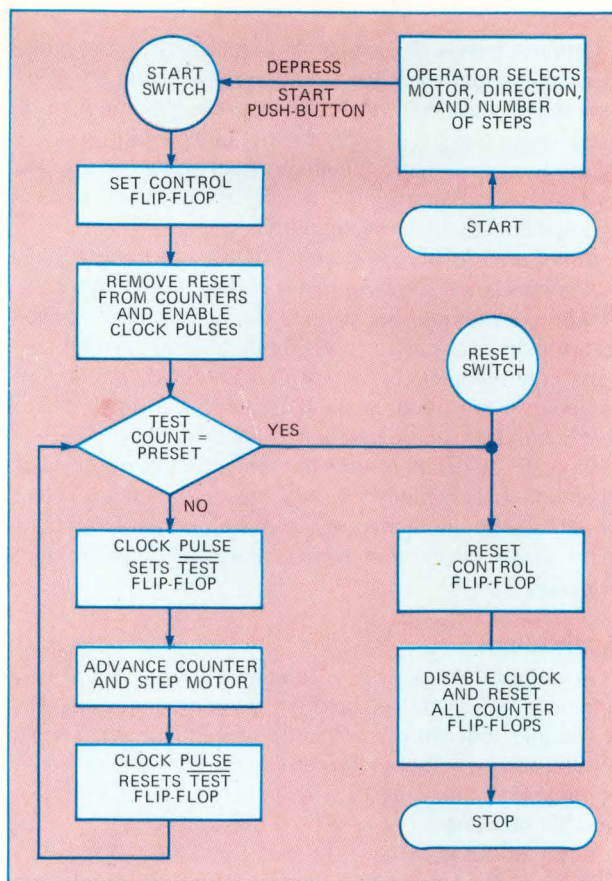 START
OPERATOR SELECTS
MOTOR, DIRECTION,
AND NUMBER
OF STEPS
DEPRESS
START
PUSH-BUTTON
START
SWITCH
SET CONTROL
FLIP-FLOP
REMOVE RESET
FROM COUNTERS
AND ENABLE
CLOCK PULSES
TEST
COUNT =
PRESET
YES
NO
CLOCK PULSE
SETS TEST
FLIP-FLOP
ADVANCE COUNTER
AND STEP MOTOR
CLOCK PULSE
RESETS TEST
FLIP-FLOP
RESET
SWITCH
RESET
CONTROL
FLIP-FLOP
DISABLE CLOCK
AND RESET
ALL COUNTER
FLIP-FLOPS
STOP